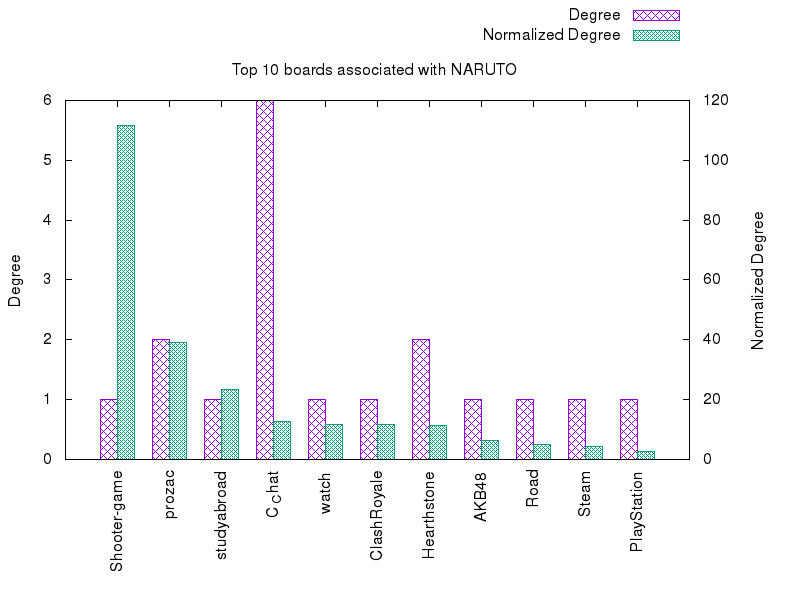 Degree
Normalized Degree
Top 10 boards associated with NARUTO
6
5
4
3
2
1
0
120
100
80
60
40
20
0
Degree
Normalized Degree
Shooter-game
prozac
studyabroad
C Chat
watch
ClashRoyale
Hearthstone
AKB48
Road
Steam
PlayStation